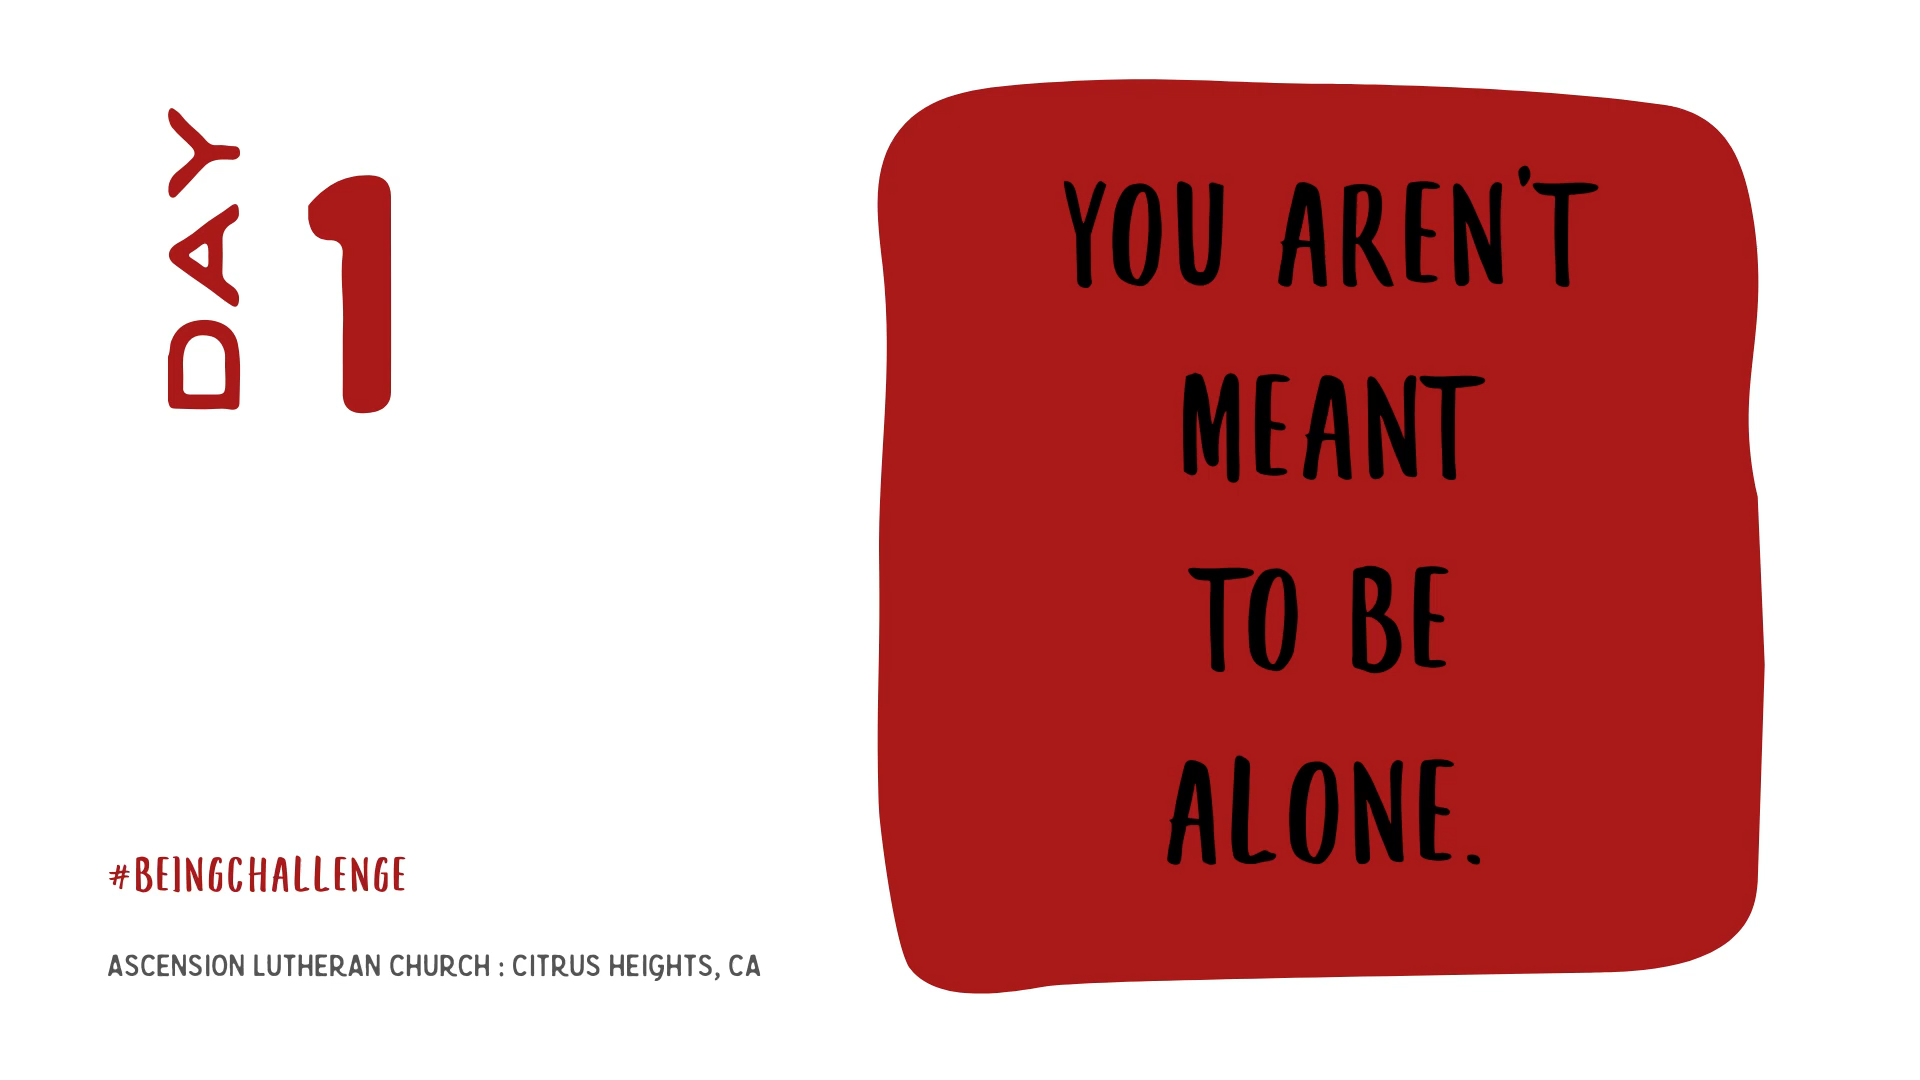 DAY
1
YOU AREN'T
MEANT
TO BE
ALONE.
#BEINGCHALLENGE
ASCENSION LUTHERAN CHURCH : CITRUS HEIGHTS, CA